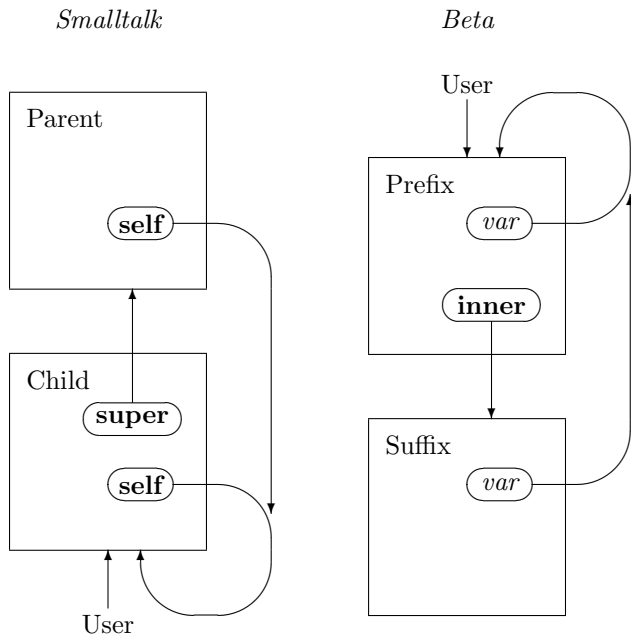 Smalltalk
Parent
self
Child
super
self
User
Beta
User
Prefix
var
inner
Suffix
var